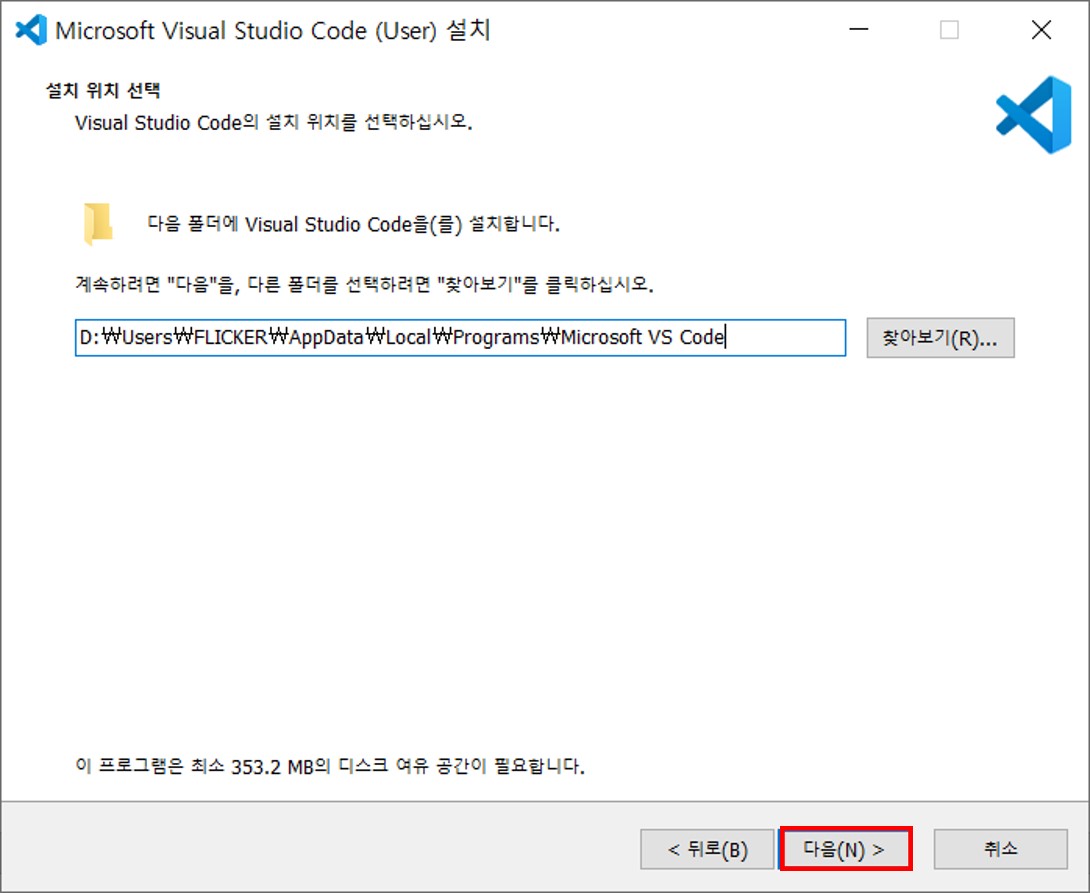 Microsoft Visual Studio Code (User) 설치
설치 위치 선택
Visual Studio Code의 설치 위치를 선택하십시오.
다음 폴더에 Visual Studio Code을(를) 설치합니다.
계속하려면 "다음"을, 다른 폴더를 선택하려면 "찾아보기"를 클릭하십시오.
D:₩Users₩FLICKER₩AppData₩Local₩Programs₩Microsoft VS Code
찾아보기(R)...
이 프로그램은 최소 353.2 MB의 디스크 여유 공간이 필요합니다.
< 뒤로(B)
다음(N) >
취소